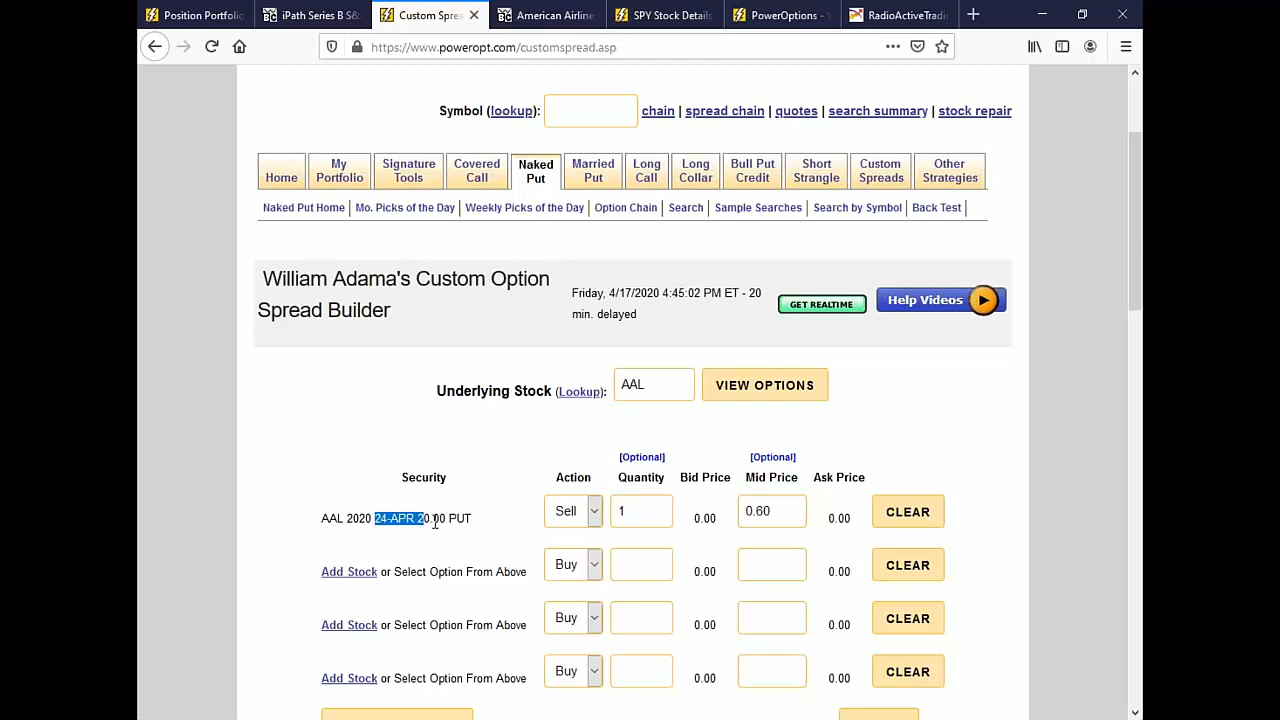 Position Portfolio
iPath Series B S&
Custom Spre
American Airline
SPY Stock Details
PowerOptions -
RadioActiveTradi
https://www.poweropt.com/customspread.asp
Symbol (lookup): chain | spread chain | quotes | search summary | stock repair
Home
My Portfolio
Signature Tools
Covered Call
Naked Put
Married Put
Long Call
Long Collar
Bull Put Credit
Short Strangle
Custom Spreads
Other Strategies
Naked Put Home | Mo. Picks of the Day | Weekly Picks of the Day | Option Chain | Search | Sample Searches | Search by Symbol | Back Test |
William Adama's Custom Option
Spread Builder
Friday, 4/17/2020 4:45:02 PM ET - 20
min. delayed
GET REALTIME
Help Videos
Underlying Stock (Lookup): AAL VIEW OPTIONS
[Optional] [Optional]
Security Action Quantity Bid Price Mid Price Ask Price
AAL 2020 24-APR 20.00 PUT Sell 1 0.00 0.60 0.00 CLEAR
Add Stock or Select Option From Above Buy 0.00 0.00 CLEAR
Add Stock or Select Option From Above Buy 0.00 0.00 CLEAR
Add Stock or Select Option From Above Buy 0.00 0.00 CLEAR